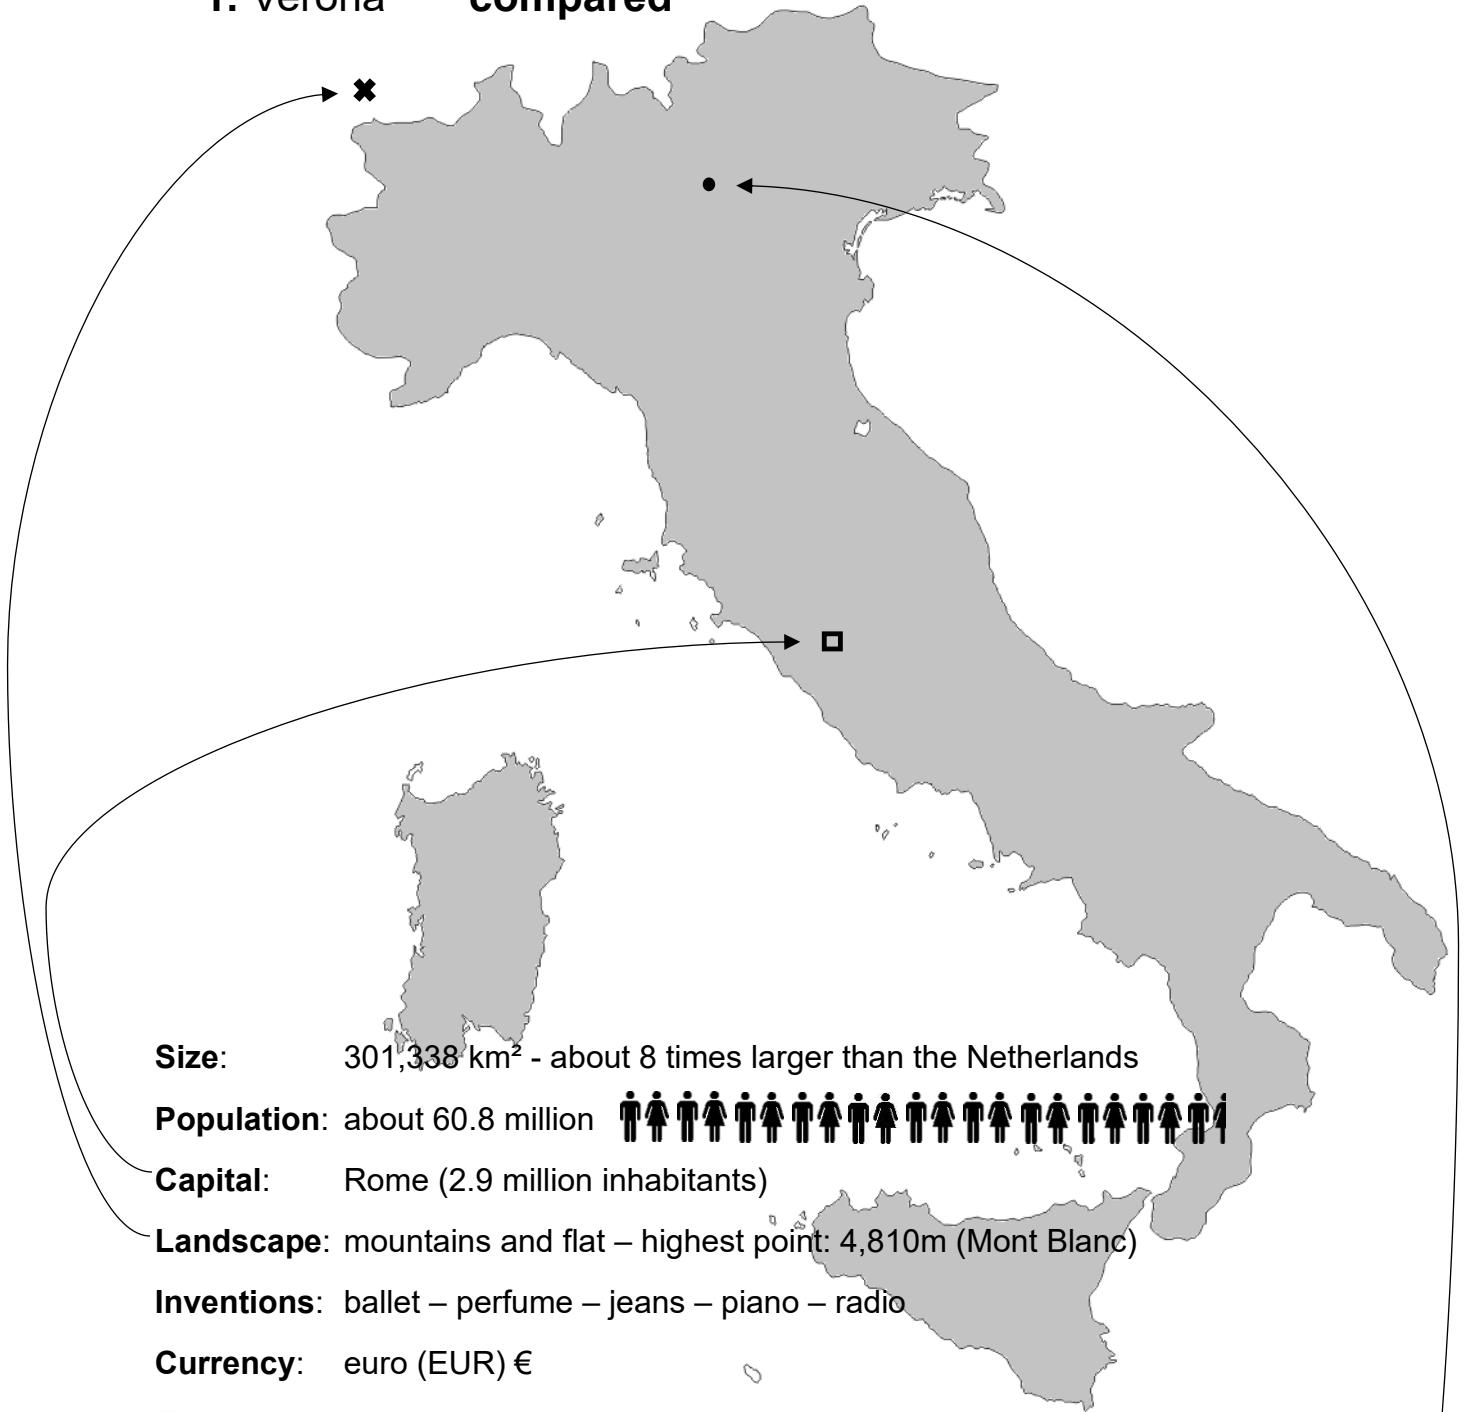 1. Verona compared
Size: 301,338 km² - about 8 times larger than the Netherlands
Population: about 60.8 million
Capital: Rome (2.9 million inhabitants)
Landscape: mountains and flat – highest point: 4,810m (Mont Blanc)
Inventions: ballet – perfume – jeans – piano – radio
Currency: euro (EUR) €